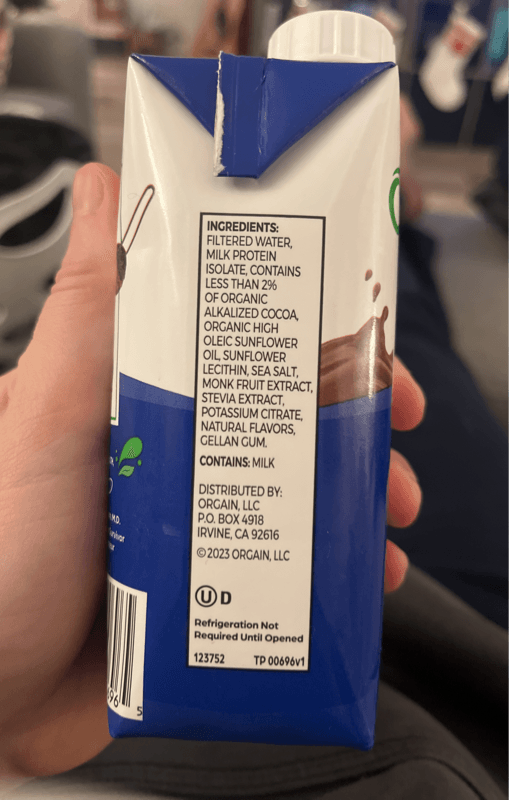 INGREDIENTS:
FILTERED WATER,
MILK PROTEIN
ISOLATE, CONTAINS
LESS THAN 2%
OF ORGANIC
ALKALIZED COCOA,
ORGANIC HIGH
OLEIC SUNFLOWER
OIL, SUNFLOWER
LECITHIN, SEA SALT,
MONK FRUIT EXTRACT,
STEVIA EXTRACT,
POTASSIUM CITRATE,
NATURAL FLAVORS,
GELLAN GUM.
CONTAINS: MILK
DISTRIBUTED BY:
ORGAIN, LLC
P.O. BOX 4918
IRVINE, CA 92616
©2023 ORGAIN, LLC
U D
Refrigeration Not
Required Until Opened
123752 TP 00696v1
M.D.
96 5